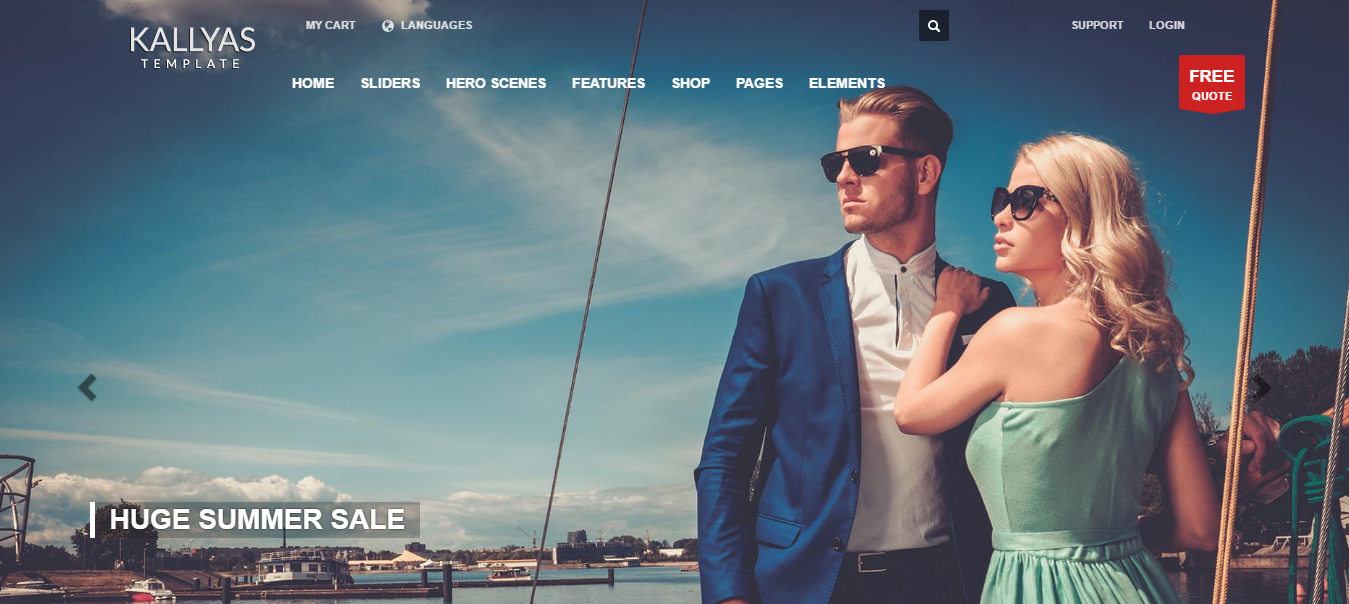 MY CART LANGUAGES SUPPORT LOGIN
KALLYAS
TEMPLATE
HOME SLIDERS HERO SCENES FEATURES SHOP PAGES ELEMENTS
FREE
QUOTE
HUGE SUMMER SALE